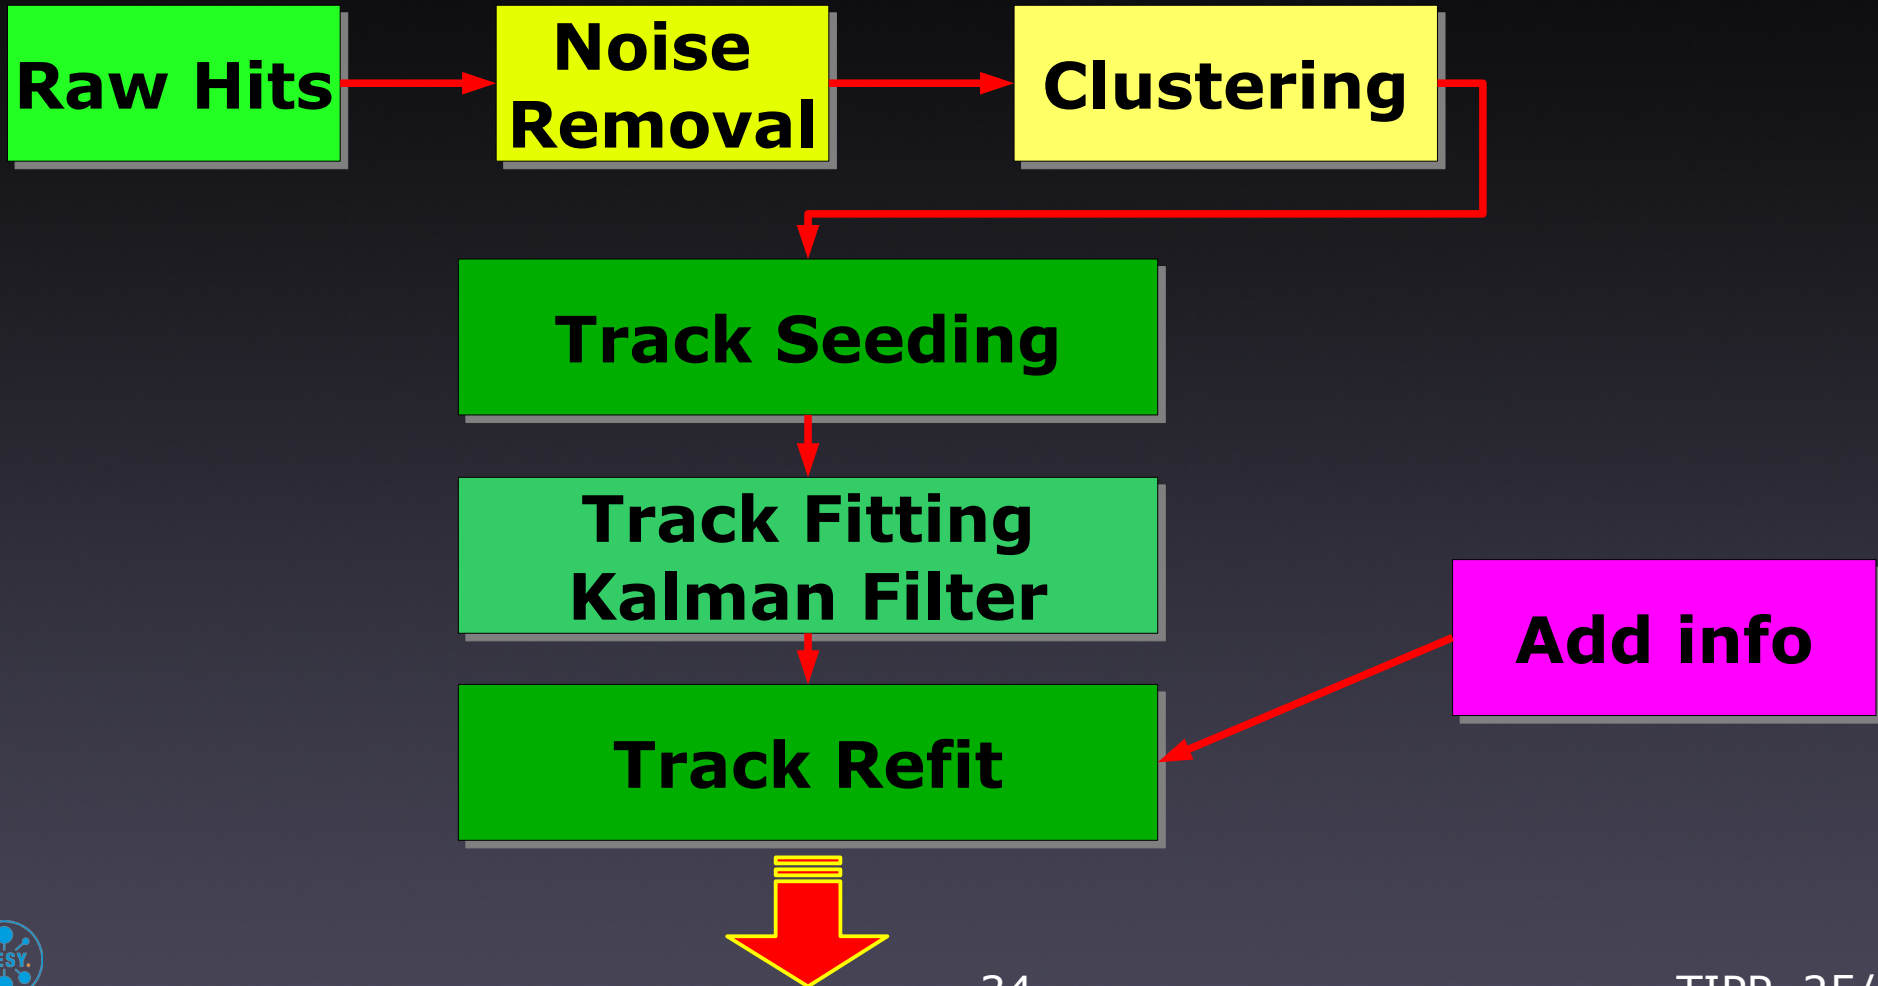 Raw Hits
Noise
Removal
Clustering
Track Seeding
Track Fitting
Kalman Filter
Add info
Track Refit